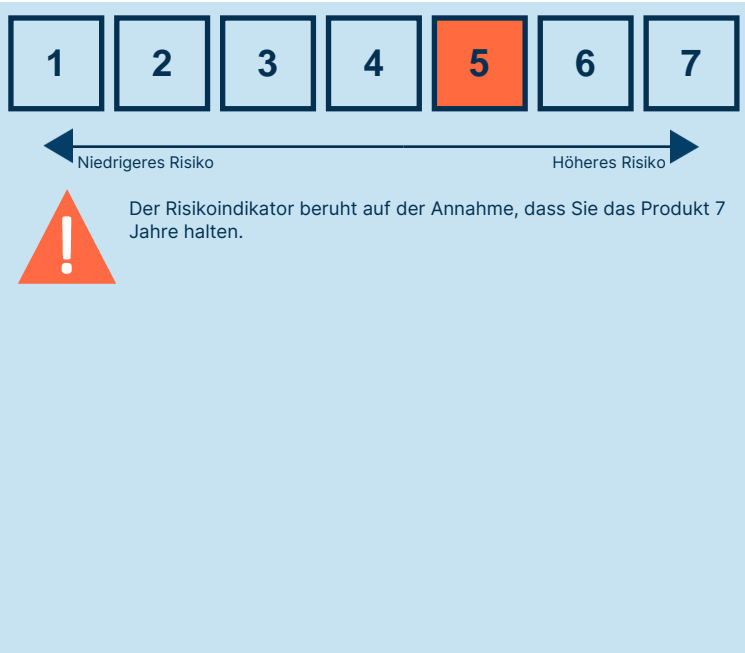 1 2 3 4 5 6 7
Niedrigeres Risiko Höheres Risiko
!
Der Risikoindikator beruht auf der Annahme, dass Sie das Produkt 7
Jahre halten.